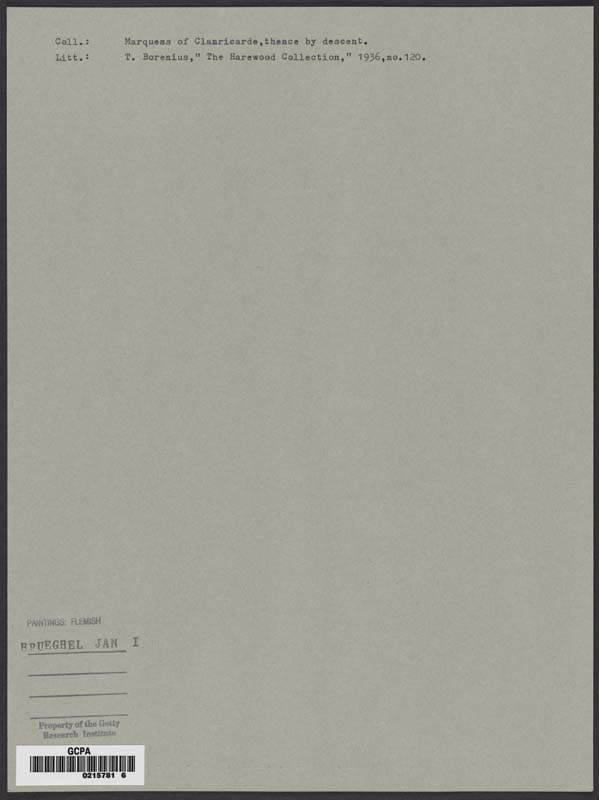 Coll.: Marquess of Clanricarde,thence by descent.
Litt.: T. Borenius," The Harewood Collection," 1936,no.120.
PAINTINGS: FLEMISH
BRUEGHEL JAN I
Property of the Getty
Research Institute
GCPA
0215781 6